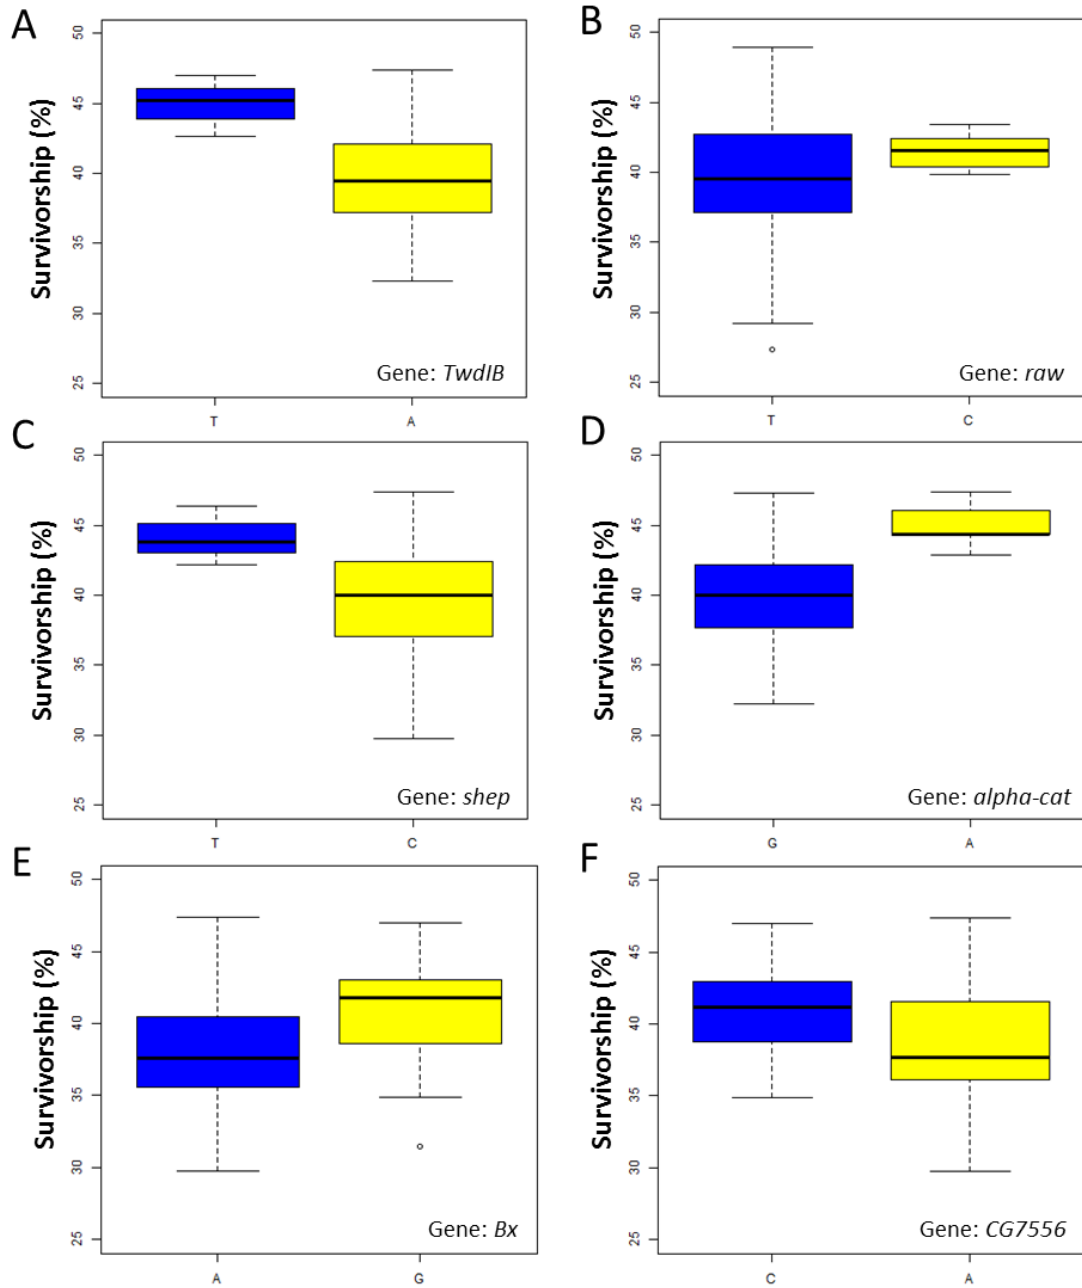 A
Survivorship (%)
50
45
40
35
30
25
Gene: TwdlB
T A
B
Survivorship (%)
50
45
40
35
30
25
Gene: raw
T C
C
Survivorship (%)
50
45
40
35
30
25
Gene: shep
T C
D
Survivorship (%)
50
45
40
35
30
25
Gene: alpha-cat
G A
E
Survivorship (%)
50
45
40
35
30
25
Gene: Bx
A G
F
Survivorship (%)
50
45
40
35
30
25
Gene: CG7556
C A